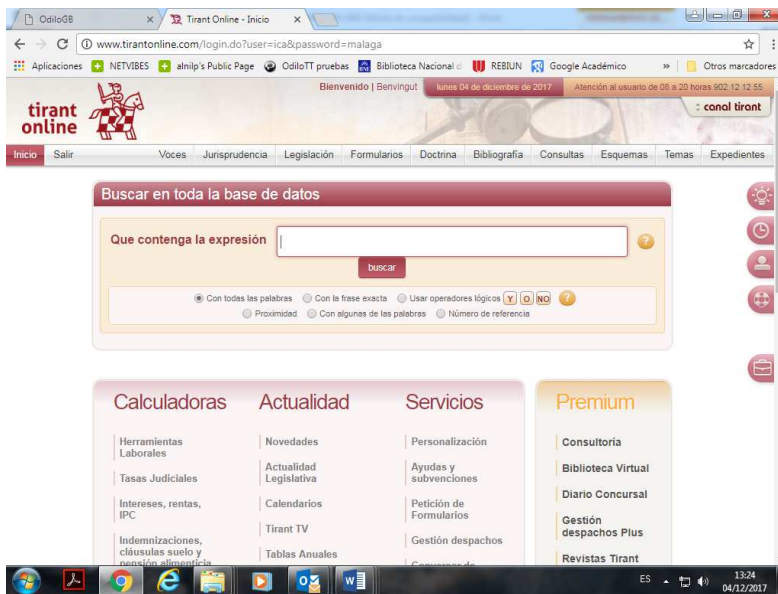 OdiloGB
Tirant Online - Inicio
www.tirantonline.com/login.do?user=ica&password=malaga
Aplicaciones NETVIBES alnilp's Public Page OdiloTT pruebas Biblioteca Nacional d REBIUN Google Académico » Otros marcadores
Bienvenido | Benvingut lunes 04 de diciembre de 2017 Atención al usuario de 08 a 20 horas 902 12 12 55
tirant
online
: canal tirant
Inicio Salir Voces Jurisprudencia Legislación Formularios Doctrina Bibliografía Consultas Esquemas Temas Expedientes
Buscar en toda la base de datos
Que contenga la expresión
?
buscar
Con todas las palabras Con la frase exacta Usar operadores lógicos Y O NO ?
Proximidad Con algunas de las palabras Número de referencia
Calculadoras
Herramientas
Laborales
Tasas Judiciales
Intereses, rentas,
IPC
Indemnizaciones,
cláusulas suelo y
pensión alimenticia
Actualidad
Novedades
Actualidad
Legislativa
Calendarios
Tirant TV
Tablas Anuales
Servicios
Personalización
Ayudas y
subvenciones
Petición de
Formularios
Gestión despachos
Premium
Consultoria
Biblioteca Virtual
Diario Concursal
Gestión
despachos Plus
Revistas Tirant
ES
13:24
04/12/2017